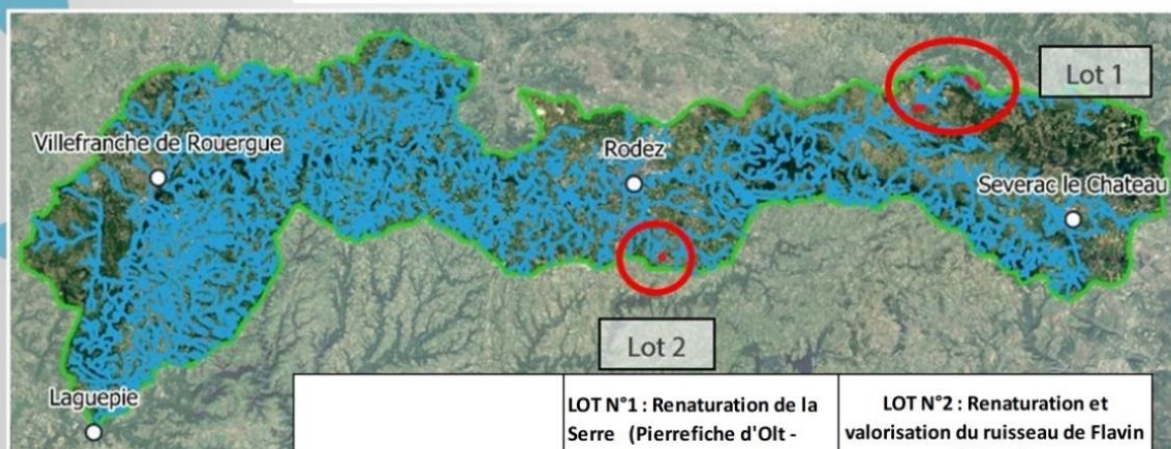 Lot 1
Villefranche de Rouergue
Rodez
Severac le Chateau
Lot 2
Laguepie
LOT N°1 : Renaturation de la
Serre (Pierrefiche d'Olt -
LOT N°2 : Renaturation et
valorisation du ruisseau de Flavin